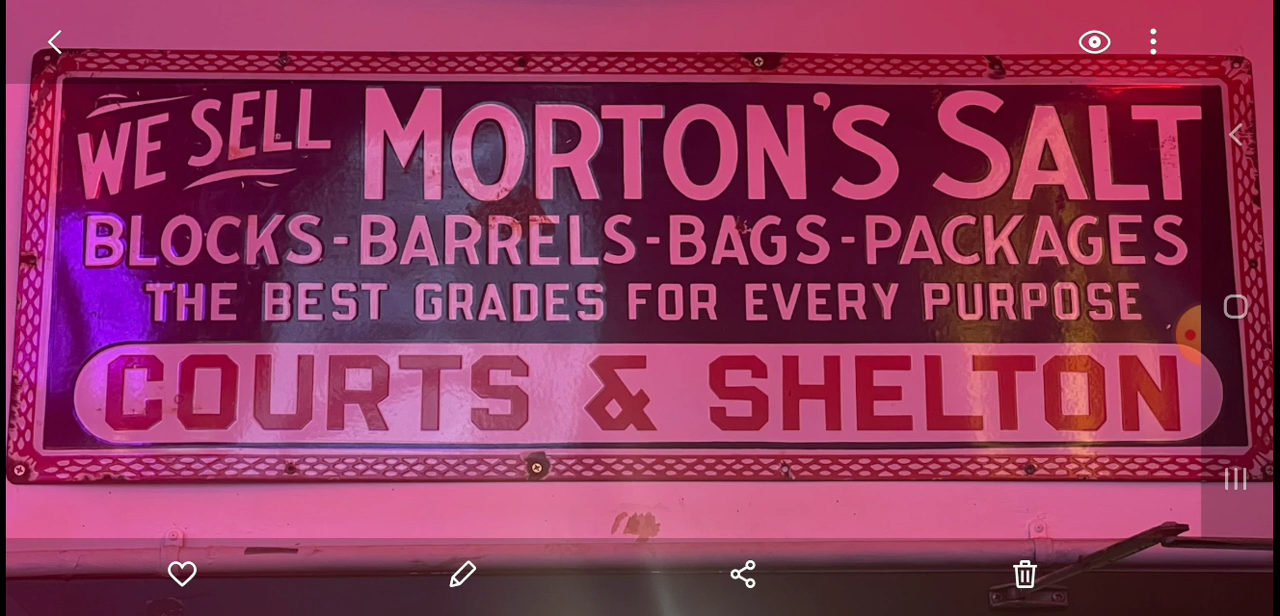 WE SELL MORTON'S SALT
BLOCKS-BARRELS-BAGS-PACKAGES
THE BEST GRADES FOR EVERY PURPOSE
COURTS & SHELTON